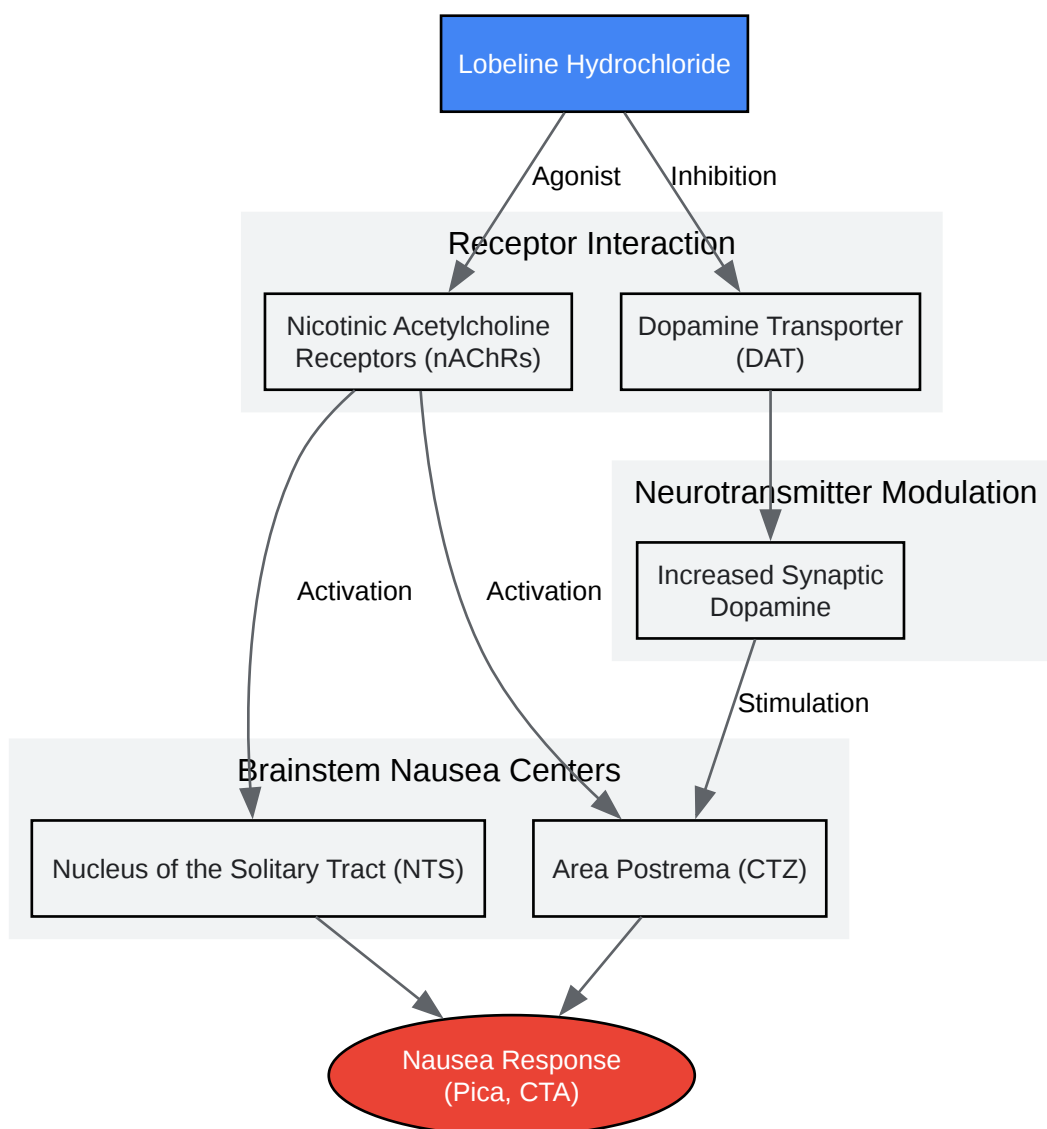 Lobeline Hydrochloride
Agonist
Inhibition
Receptor Interaction
Nicotinic Acetylcholine
Receptors (nAChRs)
Dopamine Transporter
(DAT)
Neurotransmitter Modulation
Activation
Activation
Increased Synaptic
Dopamine
Stimulation
Brainstem Nausea Centers
Nucleus of the Solitary Tract (NTS)
Area Postrema (CTZ)
Nausea Response
(Pica, CTA)